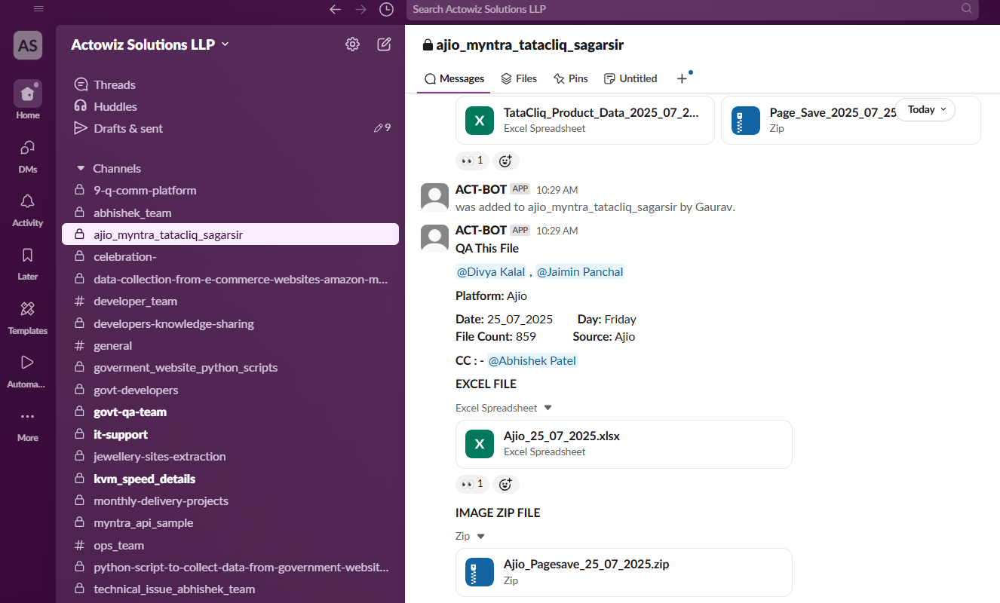 Search Actowiz Solutions LLP
AS
Home
DMs
Activity
Later
Templates
Automa...
More
Actowiz Solutions LLP
Threads
Huddles
Drafts & sent 9
Channels
9-q-comm-platform
abhishek_team
ajio_myntra_tatacliq_sagarsir
celebration-
data-collection-from-e-commerce-websites-amazon-m...
# developer_team
developers-knowledge-sharing
# general
goverment_website_python_scripts
govt-developers
govt-qa-team
it-support
jewellery-sites-extraction
kvm_speed_details
monthly-delivery-projects
myntra_api_sample
# ops_team
python-script-to-collect-data-from-government-websit...
technical_issue_abhishek_team
ajio_myntra_tatacliq_sagarsir
Messages Files Pins Untitled +
X TataCliq_Product_Data_2025_07_2...
Excel Spreadsheet
Page_Save_2025_07_25
Zip
Today
👀 1
ACT-BOT APP 10:29 AM
was added to ajio_myntra_tatacliq_sagarsir by Gaurav.
ACT-BOT APP 10:29 AM
QA This File
@Divya Kalal , @Jaimin Panchal
Platform: Ajio
Date: 25_07_2025 Day: Friday
File Count: 859 Source: Ajio
CC : - @Abhishek Patel
EXCEL FILE
Excel Spreadsheet
X Ajio_25_07_2025.xlsx
Excel Spreadsheet
👀 1
IMAGE ZIP FILE
Zip
Ajio_Pagesave_25_07_2025.zip
Zip